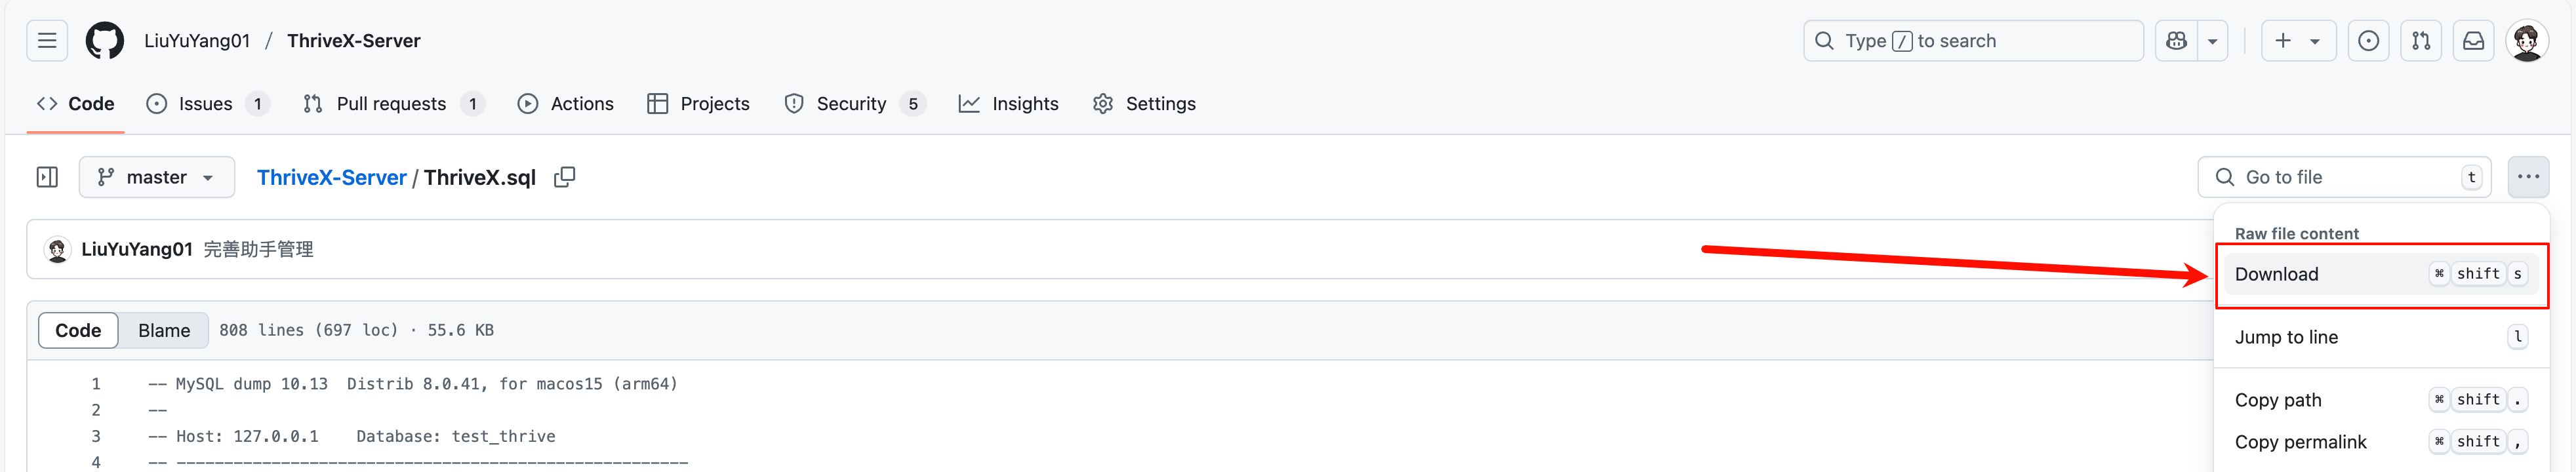 LiuYuYang01 / ThriveX-Server
Type / to search
Code Issues 1 Pull requests 1 Actions Projects Security 5 Insights Settings
master ThriveX-Server / ThriveX.sql
Go to file t
LiuYuYang01 完善助手管理
Raw file content
Download ⌘ shift s
Jump to line l
Copy path ⌘ shift .
Copy permalink ⌘ shift ,
Code Blame 808 lines (697 loc) · 55.6 KB
1 -- MySQL dump 10.13  Distrib 8.0.41, for macos15 (arm64)
2 --
3 -- Host: 127.0.0.1    Database: test_thrive
4 -- ------------------------------------------------------